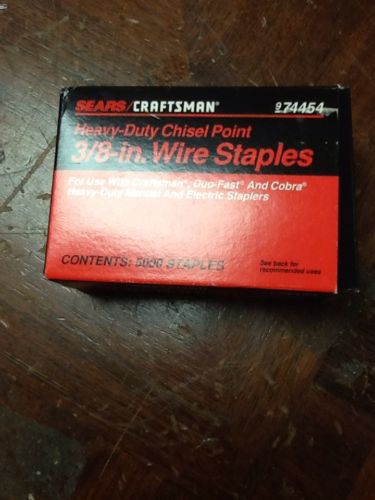 SEARS/CRAFTSMAN® 9 74454
Heavy-Duty Chisel Point
3/8-in. Wire Staples
For Use With Craftsman®, Duo-Fast® And Cobra®
Heavy-Duty Manual And Electric Staplers
CONTENTS: 5000 STAPLES
See back for
recommended uses